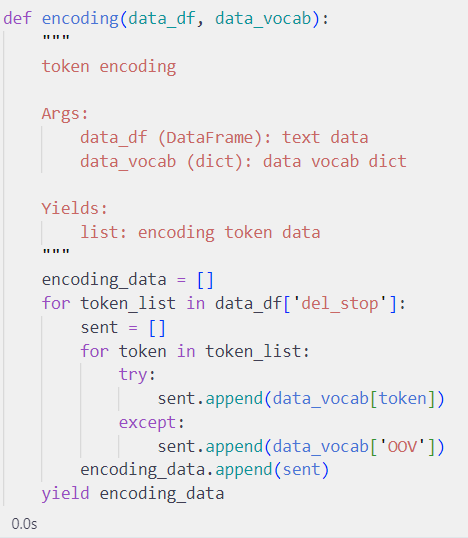 def encoding(data_df, data_vocab):
    """
    token encoding

    Args:
        data_df (DataFrame): text data
        data_vocab (dict): data vocab dict

    Yields:
        list: encoding token data
    """
    encoding_data = []
    for token_list in data_df['del_stop']:
        sent = []
        for token in token_list:
            try:
                sent.append(data_vocab[token])
            except:
                sent.append(data_vocab['OOV'])
        encoding_data.append(sent)
    yield encoding_data
0.0s